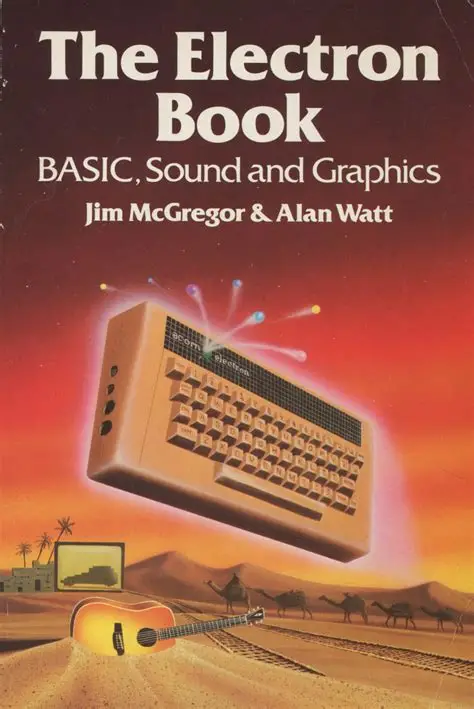 The Electron
Book
BASIC, Sound and Graphics
Jim McGregor & Alan Watt
acorn electron